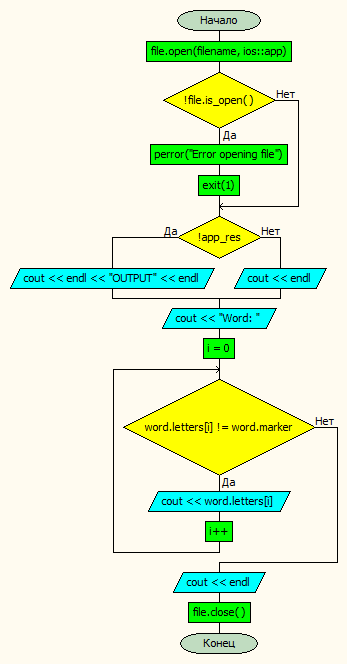 Начало
file.open(filename, ios::app)
!file.is_open( )
Нет
Да
perror("Error opening file")
exit(1)
Да
!app_res
Нет
cout << endl << "OUTPUT" << endl
cout << endl
cout << "Word: "
i = 0
word.letters[i] != word.marker
Нет
Да
cout << word.letters[i]
i++
cout << endl
file.close( )
Конец